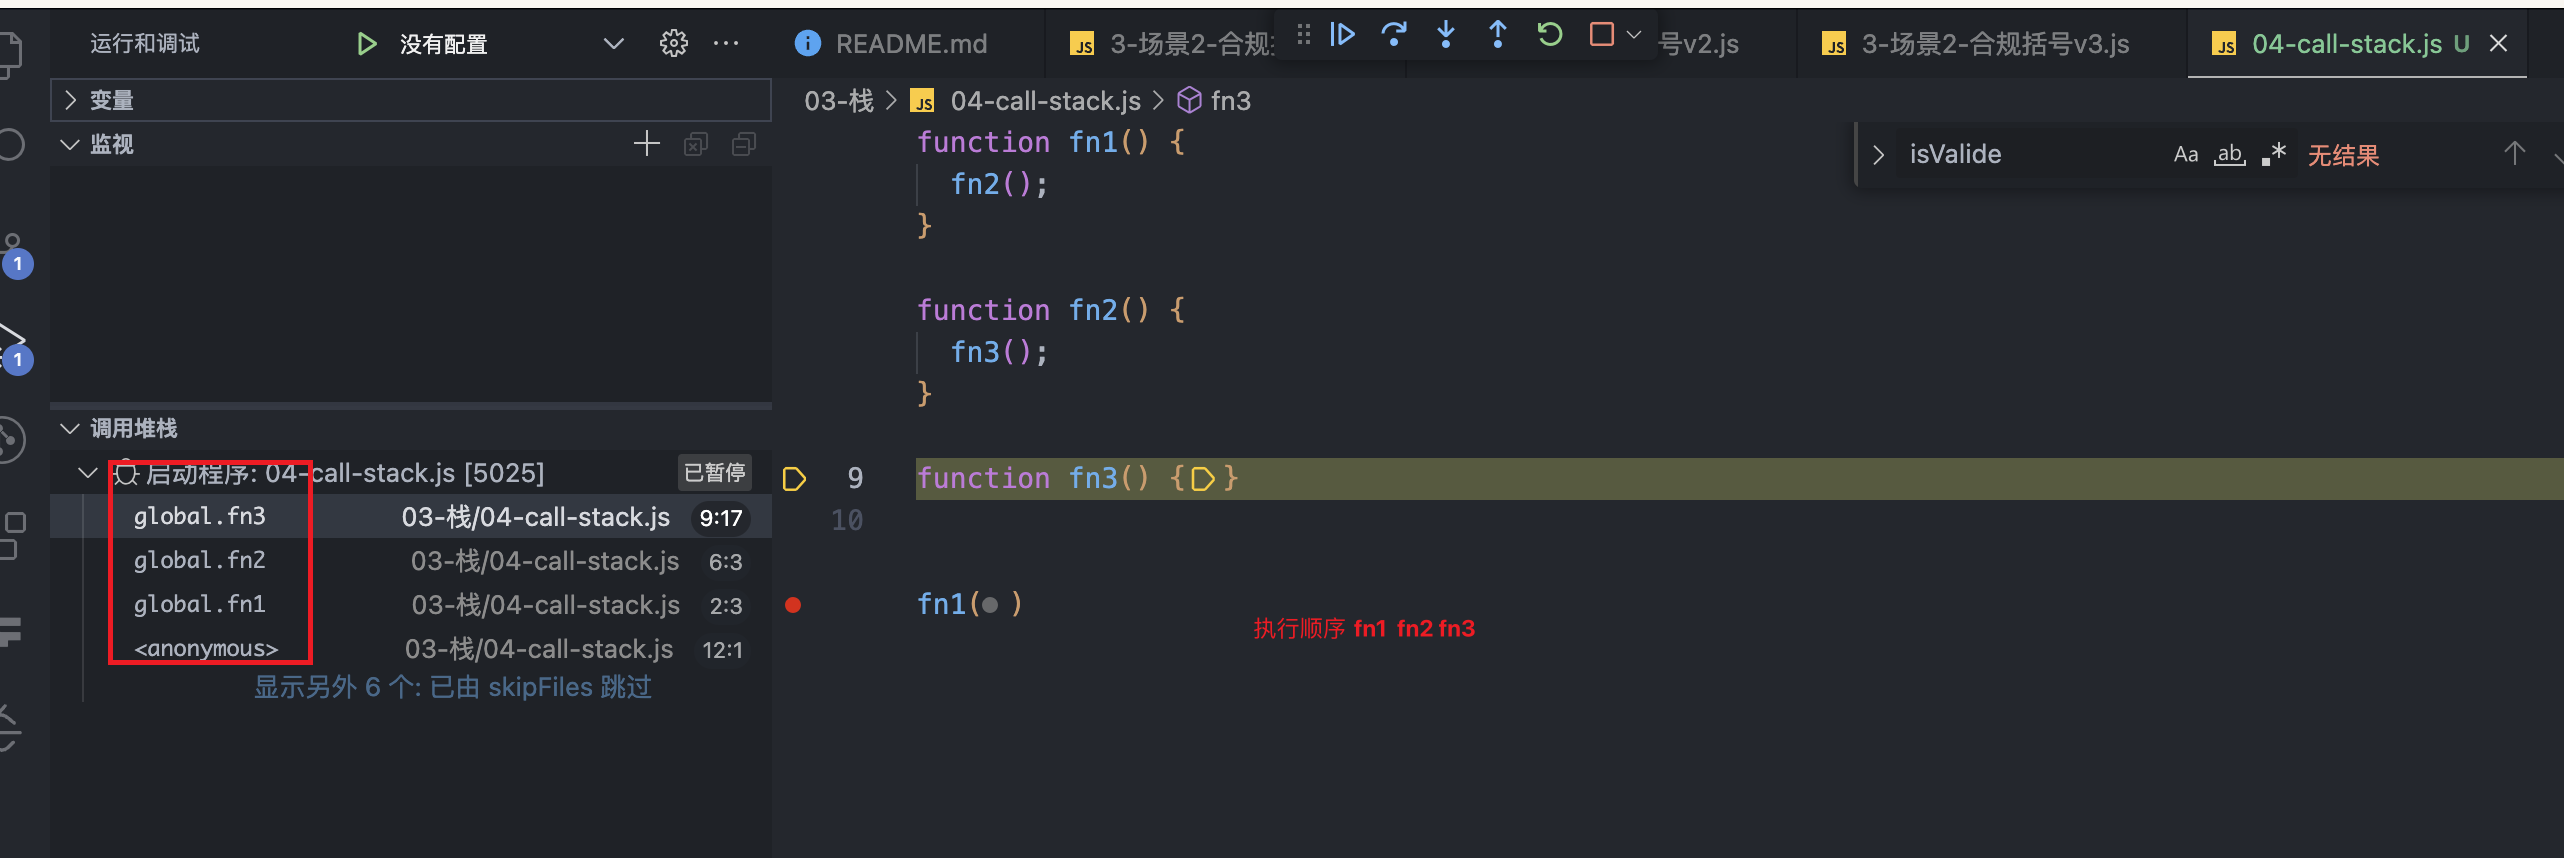 运行和调试 没有配置
README.md 3-场景2-合规 号v2.js 3-场景2-合规括号v3.js 04-call-stack.js U
变量
监视
1
1
调用堆栈
启动程序: 04-call-stack.js [5025] 已暂停
global.fn3 03-栈/04-call-stack.js 9:17
global.fn2 03-栈/04-call-stack.js 6:3
global.fn1 03-栈/04-call-stack.js 2:3
<anonymous> 03-栈/04-call-stack.js 12:1
显示另外 6 个: 已由 skipFiles 跳过
03-栈 > JS 04-call-stack.js > fn3
isValide Aa ab .* 无结果
function fn1() {
fn2();
}
function fn2() {
fn3();
}
9 function fn3() {}
10
fn1( )
执行顺序 fn1 fn2 fn3